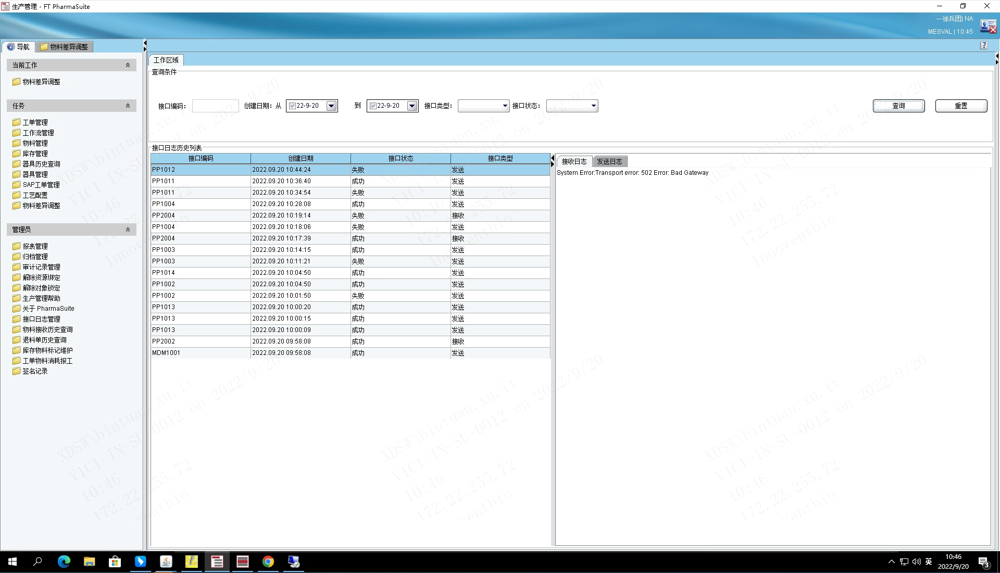 生产管理 - FT PharmaSuite
---徐兵团| NA
MESVAL | 10:45
导航
物料差异调整
当前工作
物料差异调整
任务
工单管理
工作流管理
物料管理
库存管理
器具历史查询
器具管理
SAP工单管理
工艺配置
物料差异调整
管理员
报表管理
归档管理
审计记录管理
解除资源绑定
解除对象锁定
生产管理帮助
关于 PharmaSuite
接口日志管理
物料接收历史查询
退料单历史查询
库存物料标记维护
工单物料消耗报工
签名记录
?
工作区域
查询条件
接口编码: 创建日期: 从 22-9-20 到 22-9-20 接口类型: 接口状态: 查询 重置
接口日志历史列表
接口编码 创建日期 接口状态 接口类型
PP1012 2022.09.20 10:44:24 失败 发送
PP1011 2022.09.20 10:36:40 成功 发送
PP1011 2022.09.20 10:34:54 失败 发送
PP1004 2022.09.20 10:28:08 成功 发送
PP2004 2022.09.20 10:19:14 失败 接收
PP1004 2022.09.20 10:18:06 失败 发送
PP2004 2022.09.20 10:17:39 成功 接收
PP1003 2022.09.20 10:14:15 成功 发送
PP1003 2022.09.20 10:11:21 失败 发送
PP1014 2022.09.20 10:04:50 成功 发送
PP1002 2022.09.20 10:04:50 成功 发送
PP1002 2022.09.20 10:01:50 失败 发送
PP1013 2022.09.20 10:00:20 成功 发送
PP1013 2022.09.20 10:00:15 成功 发送
PP1013 2022.09.20 10:00:09 成功 发送
PP2002 2022.09.20 09:58:08 成功 接收
MDM1001 2022.09.20 09:58:08 成功 发送
接收日志 发送日志
System Error:Transport error: 502 Error: Bad Gateway
XDSW\bintuan.xu.it
V1C1-IN-SU-0012 on 2022/9/20
10:46
172.22.255.72
Innoventbio
英
10:46
2022/9/20
3